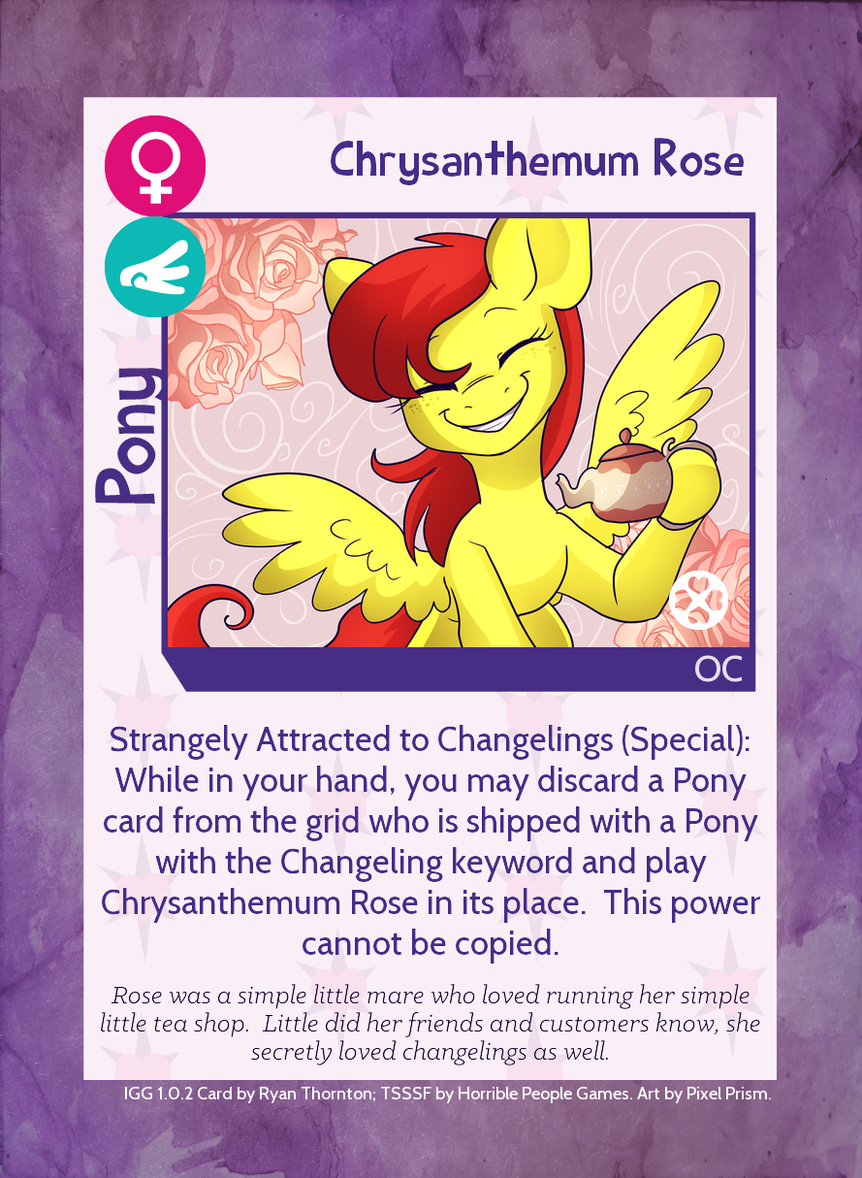 Chrysanthemum Rose
Pony
OC
Strangely Attracted to Changelings (Special):
While in your hand, you may discard a Pony
card from the grid who is shipped with a Pony
with the Changeling keyword and play
Chrysanthemum Rose in its place.  This power
cannot be copied.
Rose was a simple little mare who loved running her simple
little tea shop.  Little did her friends and customers know, she
secretly loved changelings as well.
IGG 1.0.2 Card by Ryan Thornton; TSSSF by Horrible People Games. Art by Pixel Prism.